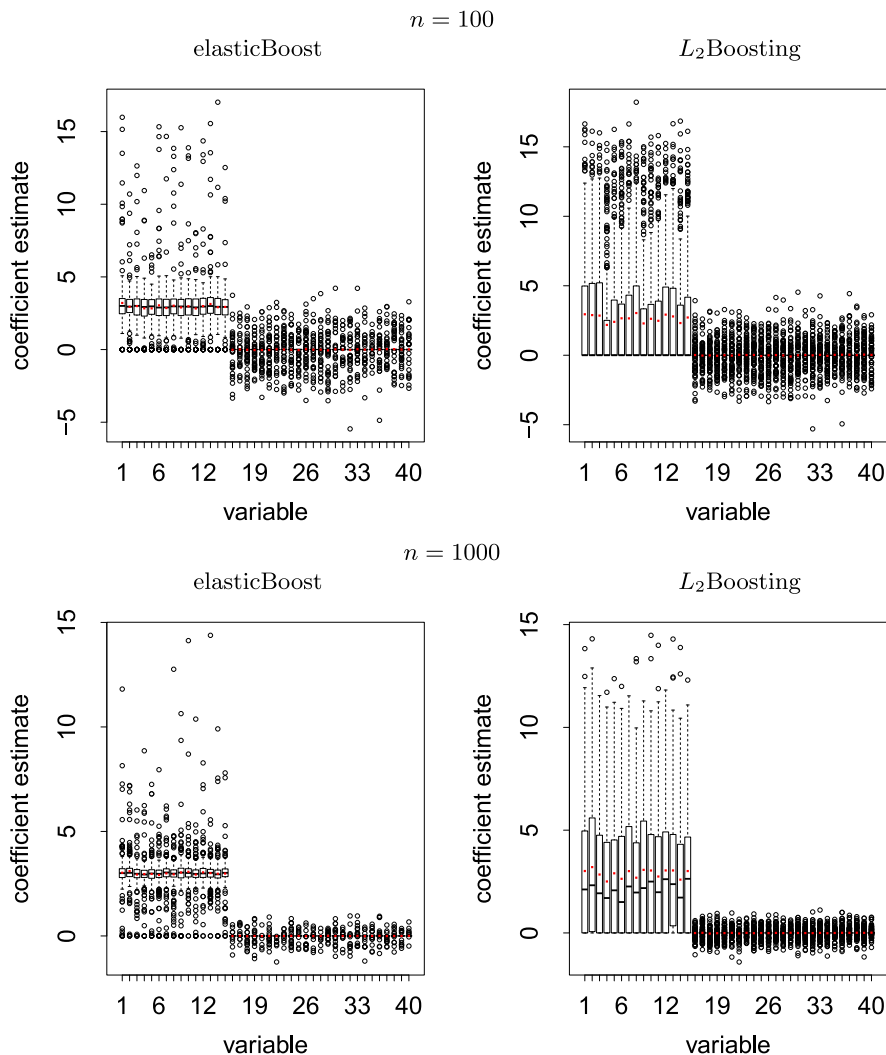 n = 100
elasticBoost
L₂Boosting
15
10
5
0
−5
coefficient estimate
1 6 12 19 26 33 40
variable
15
10
5
0
−5
coefficient estimate
1 6 12 19 26 33 40
variable
n = 1000
elasticBoost
L₂Boosting
15
10
5
0
coefficient estimate
1 6 12 19 26 33 40
variable
15
10
5
0
coefficient estimate
1 6 12 19 26 33 40
variable